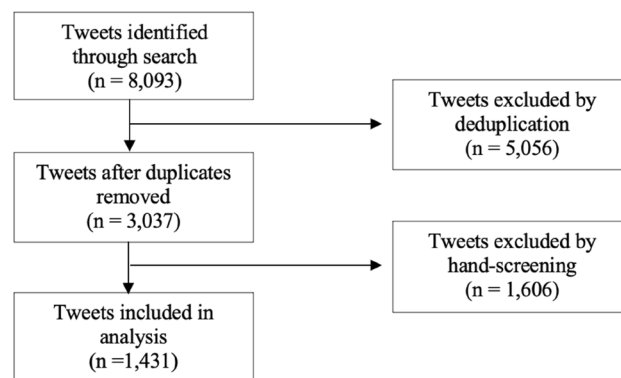 Tweets identified
through search
(n = 8,093)
Tweets excluded by
deduplication
(n = 5,056)
Tweets after duplicates
removed
(n = 3,037)
Tweets excluded by
hand-screening
(n = 1,606)
Tweets included in
analysis
(n =1,431)